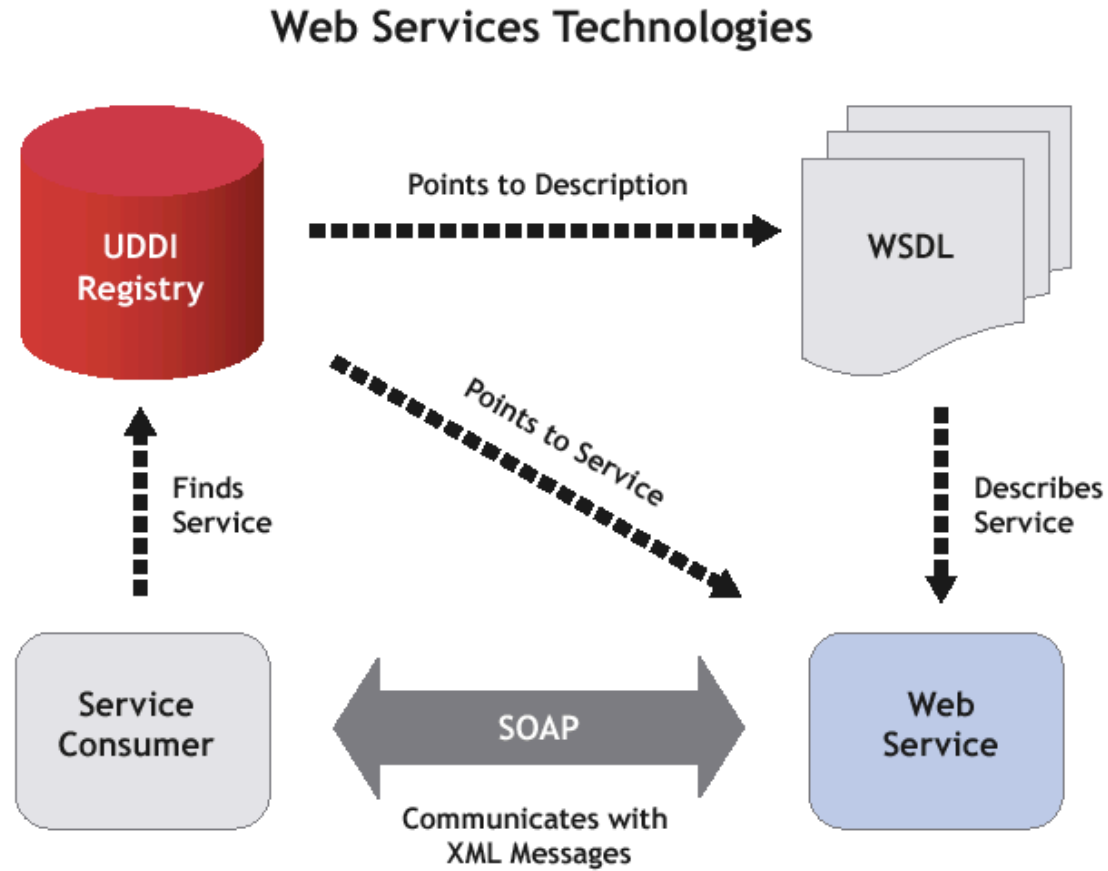 Web Services Technologies
UDDI
Registry
Points to Description
WSDL
Points to Service
Finds
Service
Describes
Service
Service
Consumer
SOAP
Web
Service
Communicates with
XML Messages